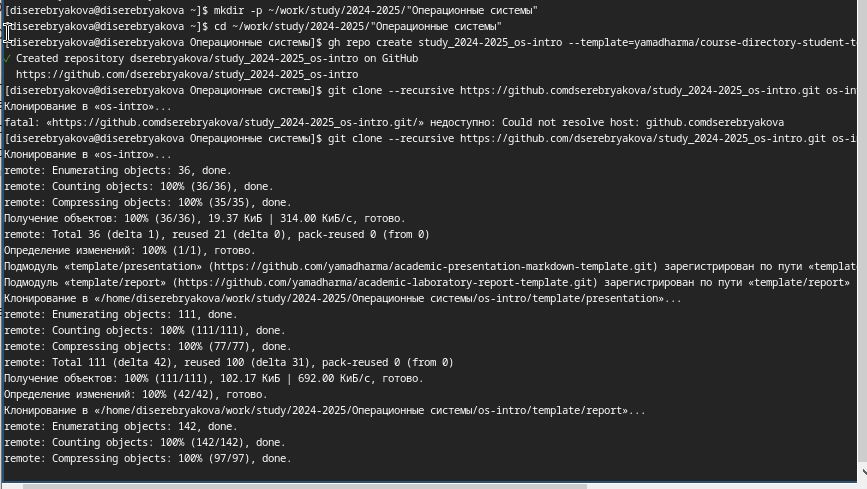 [diserebryakova@diserebryakova ~]$ mkdir -p ~/work/study/2024-2025/"Операционные системы"
[diserebryakova@diserebryakova ~]$ cd ~/work/study/2024-2025/"Операционные системы"
[diserebryakova@diserebryakova Операционные системы]$ gh repo create study_2024-2025_os-intro --template=yamadharma/course-directory-student-t
✓ Created repository dserebryakova/study_2024-2025_os-intro on GitHub
https://github.com/dserebryakova/study_2024-2025_os-intro
[diserebryakova@diserebryakova Операционные системы]$ git clone --recursive https://github.comdserebryakova/study_2024-2025_os-intro.git os-in
Клонирование в «os-intro»...
fatal: «https://github.comdserebryakova/study_2024-2025_os-intro.git/» недоступно: Could not resolve host: github.comdserebryakova
[diserebryakova@diserebryakova Операционные системы]$ git clone --recursive https://github.com/dserebryakova/study_2024-2025_os-intro.git os-i
Клонирование в «os-intro»...
remote: Enumerating objects: 36, done.
remote: Counting objects: 100% (36/36), done.
remote: Compressing objects: 100% (35/35), done.
Получение объектов: 100% (36/36), 19.37 КиБ | 314.00 КиБ/с, готово.
remote: Total 36 (delta 1), reused 21 (delta 0), pack-reused 0 (from 0)
Определение изменений: 100% (1/1), готово.
Подмодуль «template/presentation» (https://github.com/yamadharma/academic-presentation-markdown-template.git) зарегистрирован по пути «templat
Подмодуль «template/report» (https://github.com/yamadharma/academic-laboratory-report-template.git) зарегистрирован по пути «template/report»
Клонирование в «/home/diserebryakova/work/study/2024-2025/Операционные системы/os-intro/template/presentation»...
remote: Enumerating objects: 111, done.
remote: Counting objects: 100% (111/111), done.
remote: Compressing objects: 100% (77/77), done.
remote: Total 111 (delta 42), reused 100 (delta 31), pack-reused 0 (from 0)
Получение объектов: 100% (111/111), 102.17 КиБ | 692.00 КиБ/с, готово.
Определение изменений: 100% (42/42), готово.
Клонирование в «/home/diserebryakova/work/study/2024-2025/Операционные системы/os-intro/template/report»...
remote: Enumerating objects: 142, done.
remote: Counting objects: 100% (142/142), done.
remote: Compressing objects: 100% (97/97), done.